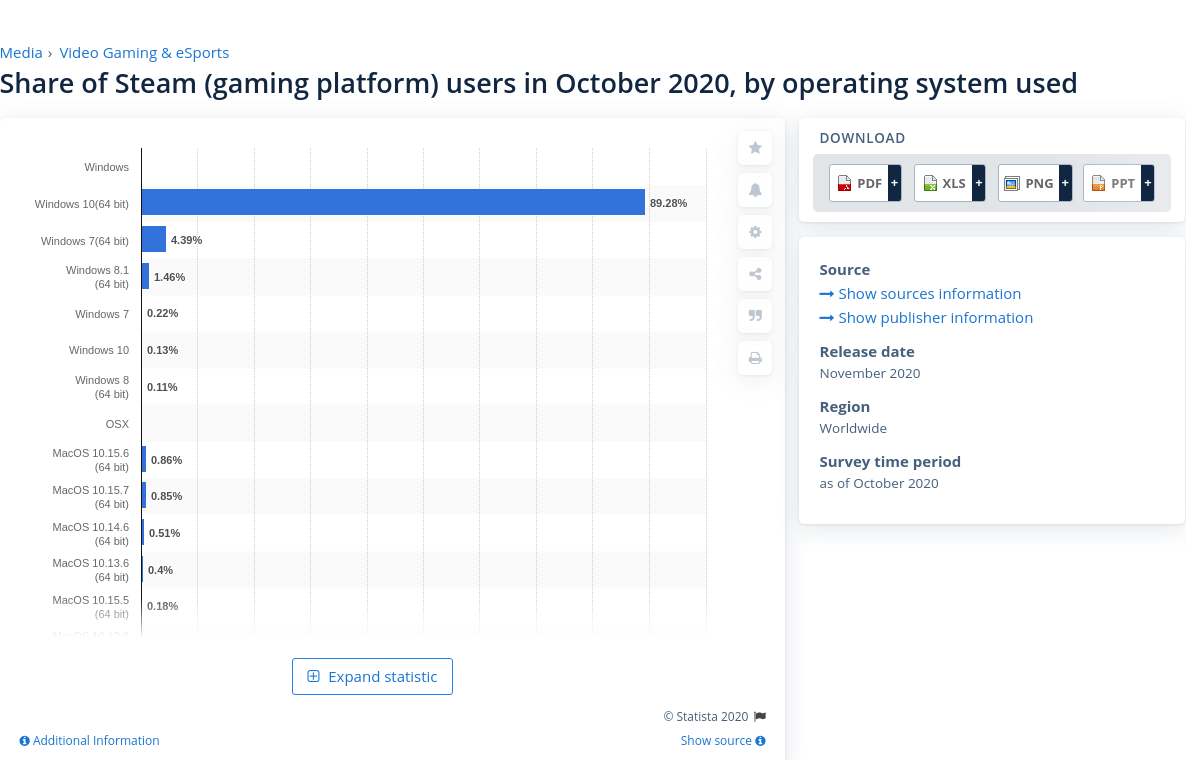 Media › Video Gaming & eSports
Share of Steam (gaming platform) users in October 2020, by operating system used
Windows
Windows 10(64 bit) 89.28%
Windows 7(64 bit) 4.39%
Windows 8.1
(64 bit) 1.46%
Windows 7 0.22%
Windows 10 0.13%
Windows 8
(64 bit) 0.11%
OSX
MacOS 10.15.6
(64 bit) 0.86%
MacOS 10.15.7
(64 bit) 0.85%
MacOS 10.14.6
(64 bit) 0.51%
MacOS 10.13.6
(64 bit) 0.4%
MacOS 10.15.5
(64 bit) 0.18%
Expand statistic
© Statista 2020
Additional Information
Show source
DOWNLOAD
PDF + XLS + PNG + PPT +
Source
Show sources information
Show publisher information
Release date
November 2020
Region
Worldwide
Survey time period
as of October 2020